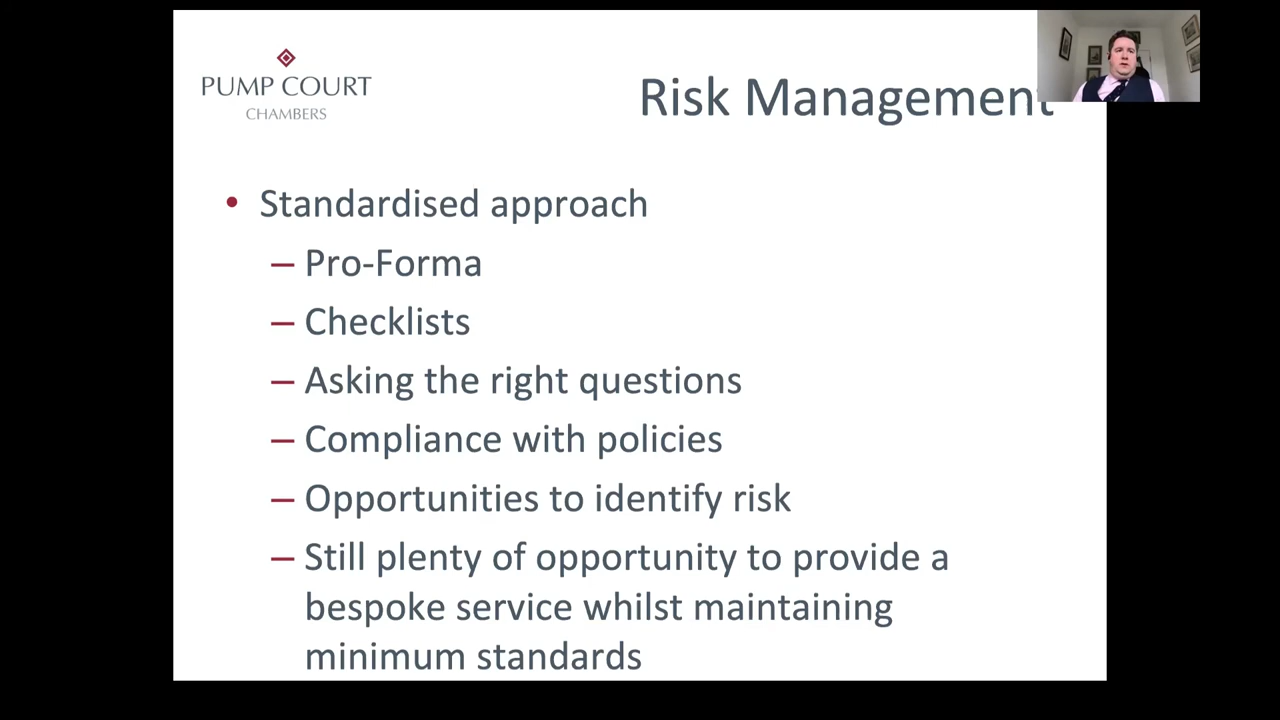 PUMP COURT
CHAMBERS
Risk Management
• Standardised approach
– Pro-Forma
– Checklists
– Asking the right questions
– Compliance with policies
– Opportunities to identify risk
– Still plenty of opportunity to provide a
bespoke service whilst maintaining
minimum standards